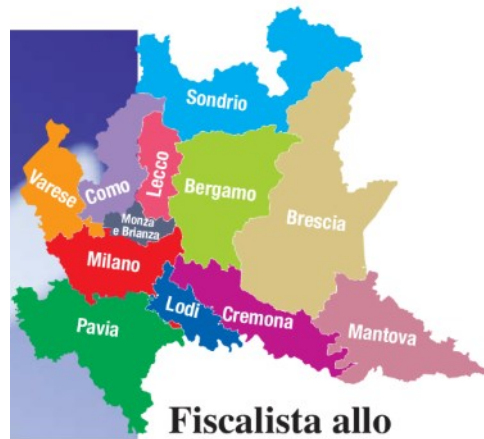 Sondrio
Varese
Como
Lecco
Bergamo
Brescia
Monza
e Brianza
Milano
Lodi
Cremona
Mantova
Pavia
Fiscalista allo